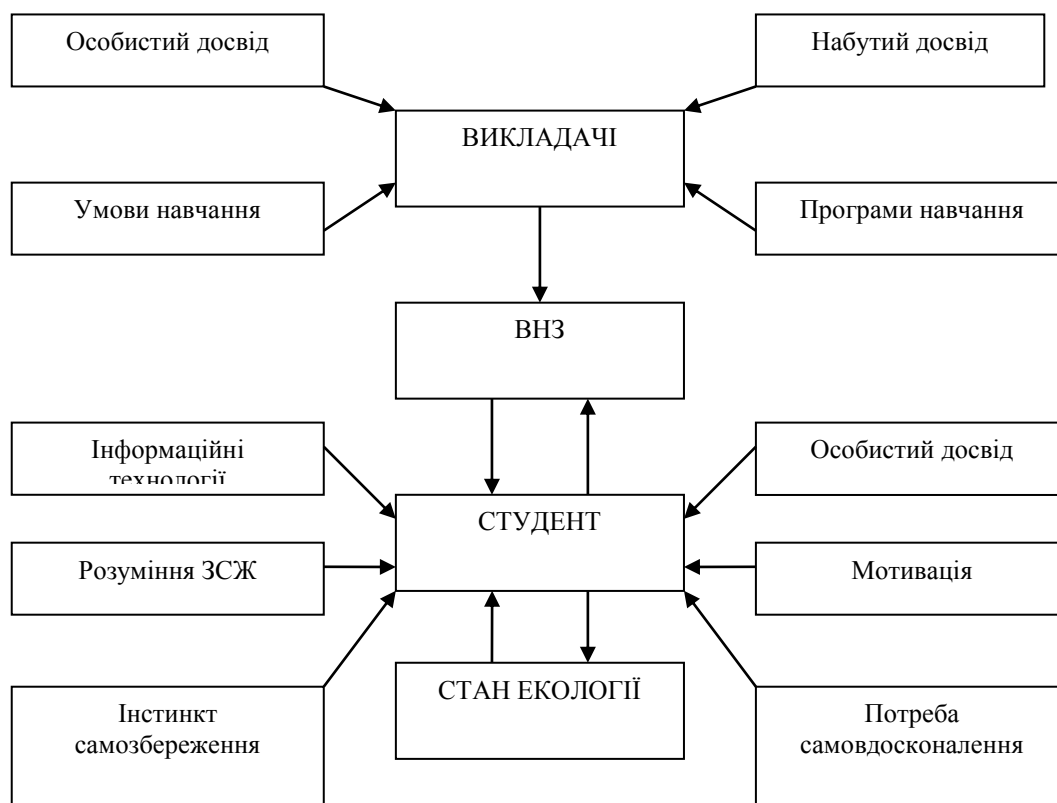 Особистий досвід
Набутий досвід
ВИКЛАДАЧІ
Умови навчання
Програми навчання
ВНЗ
Інформаційні
технології
Особистий досвід
СТУДЕНТ
Розуміння ЗСЖ
Мотивація
СТАН ЕКОЛОГІЇ
Інстинкт
самозбереження
Потреба
самовдосконалення